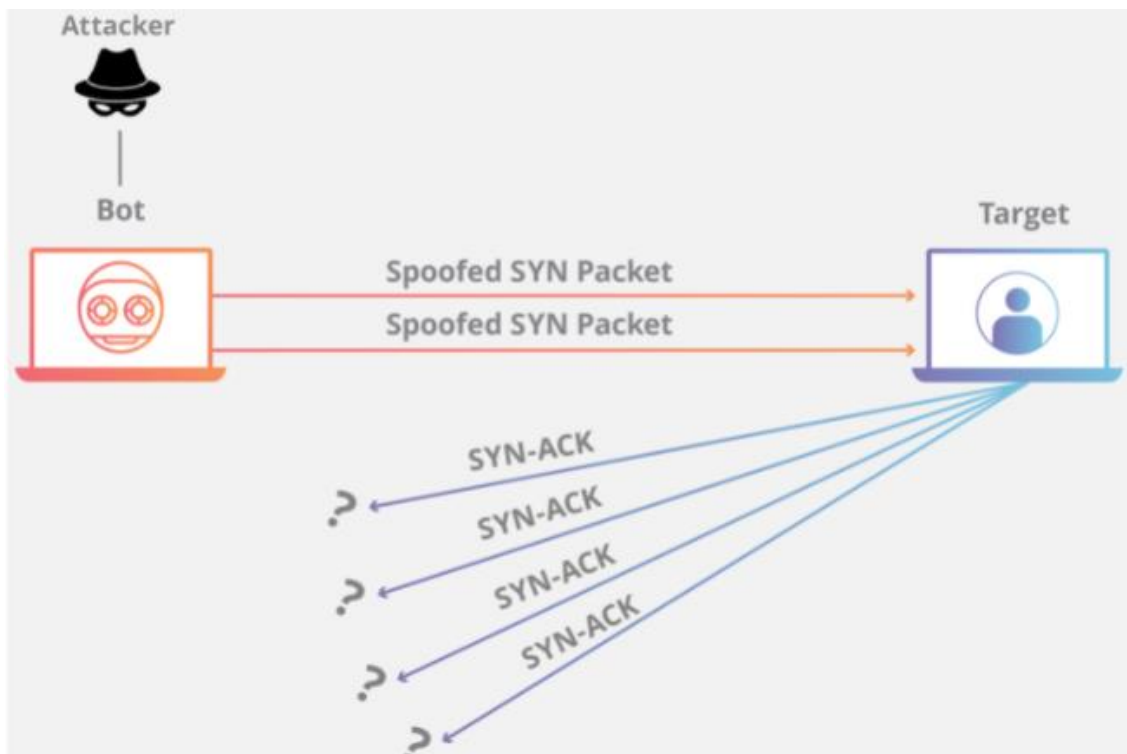 Attacker
Bot
Target
Spoofed SYN Packet
Spoofed SYN Packet
SYN-ACK
?
SYN-ACK
?
SYN-ACK
?
SYN-ACK
?